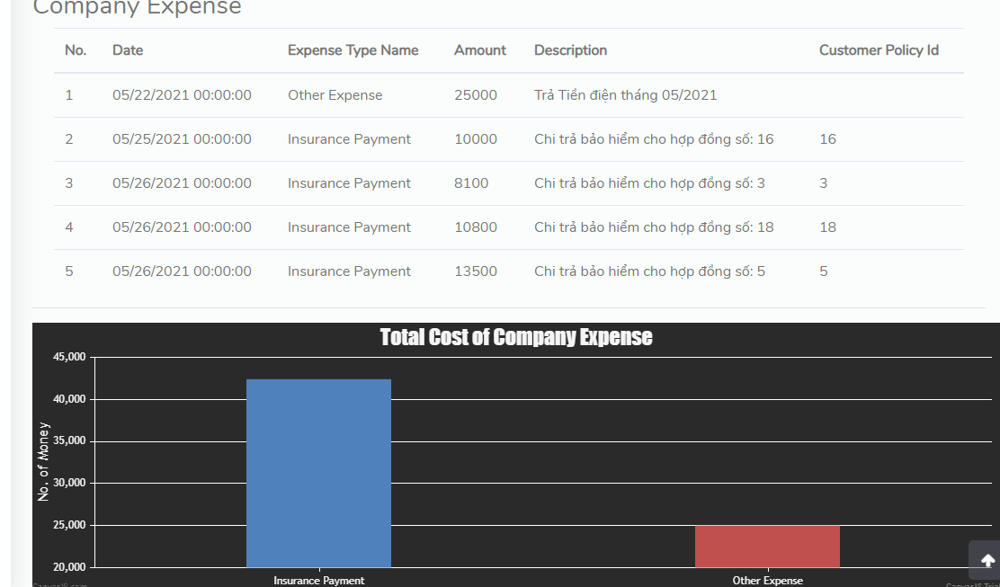 Company Expense
No. Date Expense Type Name Amount Description Customer Policy Id
1 05/22/2021 00:00:00 Other Expense 25000 Trả Tiền điện tháng 05/2021
2 05/25/2021 00:00:00 Insurance Payment 10000 Chi trả bảo hiểm cho hợp đồng số: 16 16
3 05/26/2021 00:00:00 Insurance Payment 8100 Chi trả bảo hiểm cho hợp đồng số: 3 3
4 05/26/2021 00:00:00 Insurance Payment 10800 Chi trả bảo hiểm cho hợp đồng số: 18 18
5 05/26/2021 00:00:00 Insurance Payment 13500 Chi trả bảo hiểm cho hợp đồng số: 5 5
Total Cost of Company Expense
No. of Money
45,000
40,000
35,000
30,000
25,000
20,000
Insurance Payment Other Expense